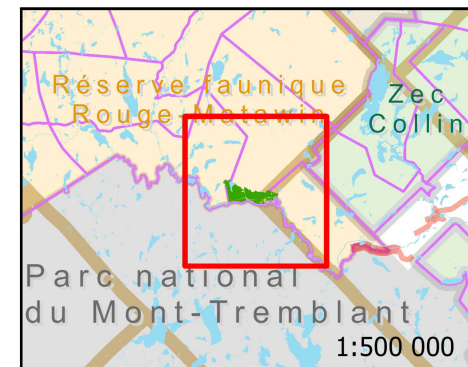 Réserve faunique
Rouge-Matawin
Zec
Collin
Parc national
du Mont-Tremblant
1:500 000